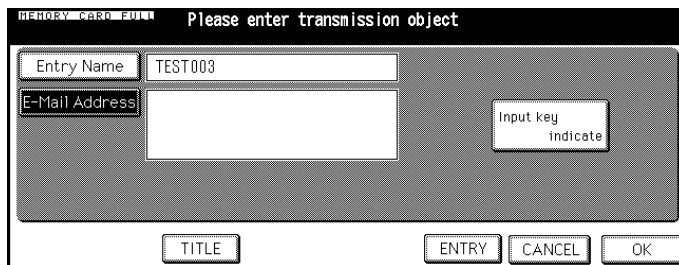 MEMORY CARD FULL
Please enter transmission object
Entry Name TEST003
E-Mail Address
Input key
indicate
TITLE ENTRY CANCEL OK